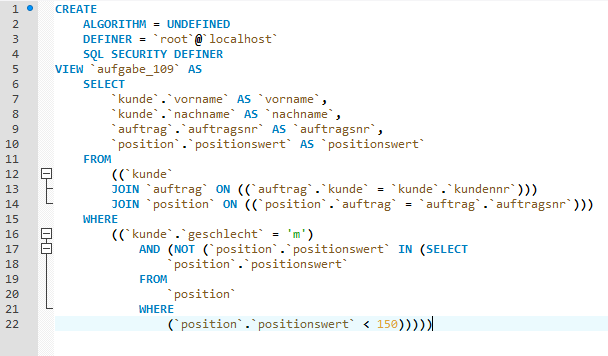 1 CREATE
2 ALGORITHM = UNDEFINED
3 DEFINER = `root`@`localhost`
4 SQL SECURITY DEFINER
5 VIEW `aufgabe_109` AS
6 SELECT
7 `kunde`.`vorname` AS `vorname`,
8 `kunde`.`nachname` AS `nachname`,
9 `auftrag`.`auftragsnr` AS `auftragsnr`,
10 `position`.`positionswert` AS `positionswert`
11 FROM
12 ((`kunde`
13 JOIN `auftrag` ON ((`auftrag`.`kunde` = `kunde`.`kundennr`)))
14 JOIN `position` ON ((`position`.`auftrag` = `auftrag`.`auftragsnr`)))
15 WHERE
16 ((`kunde`.`geschlecht` = 'm')
17 AND (NOT (`position`.`positionswert` IN (SELECT
18 `position`.`positionswert`
19 FROM
20 `position`
21 WHERE
22 (`position`.`positionswert` < 150)))))